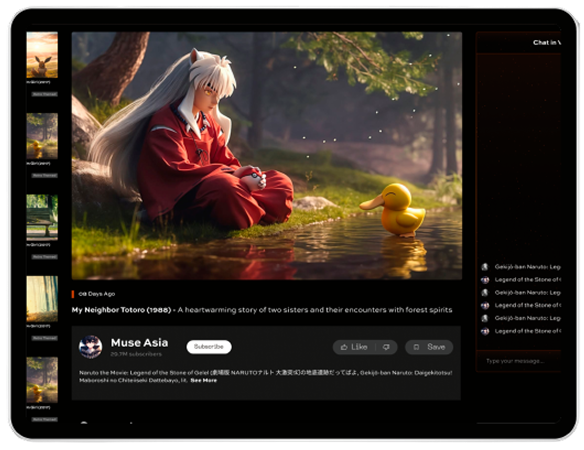 Chat in V
08 Days Ago
My Neighbor Totoro (1988) - A heartwarming story of two sisters and their encounters with forest spirits
Muse Asia
Subscribe
29.7M subscribers
Like
Save
Naruto the Movie: Legend of the Stone of Gelel (劇場版 NARUTOナルト 大激突!幻の地底遺跡だってばよ, Gekijō-ban Naruto: Daigekitotsu!
Maboroshi no Chiteiiseki Dattebayo, lit. See More
Gekijō-ban Naruto: Leg
Legend of the Stone of G
Gekijō-ban Naruto: Leg
Legend of the Stone of G
Gekijō-ban Naruto: Leg
Legend of the Stone of G
Type your message...